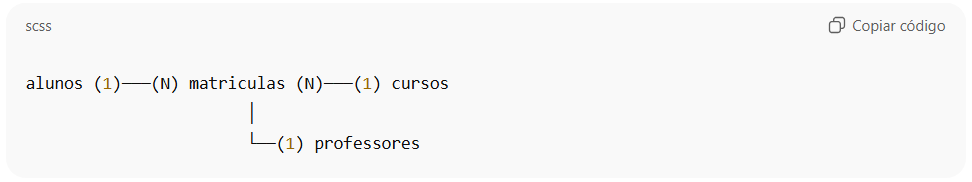 scss
Copiar código
alunos (1)───(N) matriculas (N)───(1) cursos
│
└──(1) professores